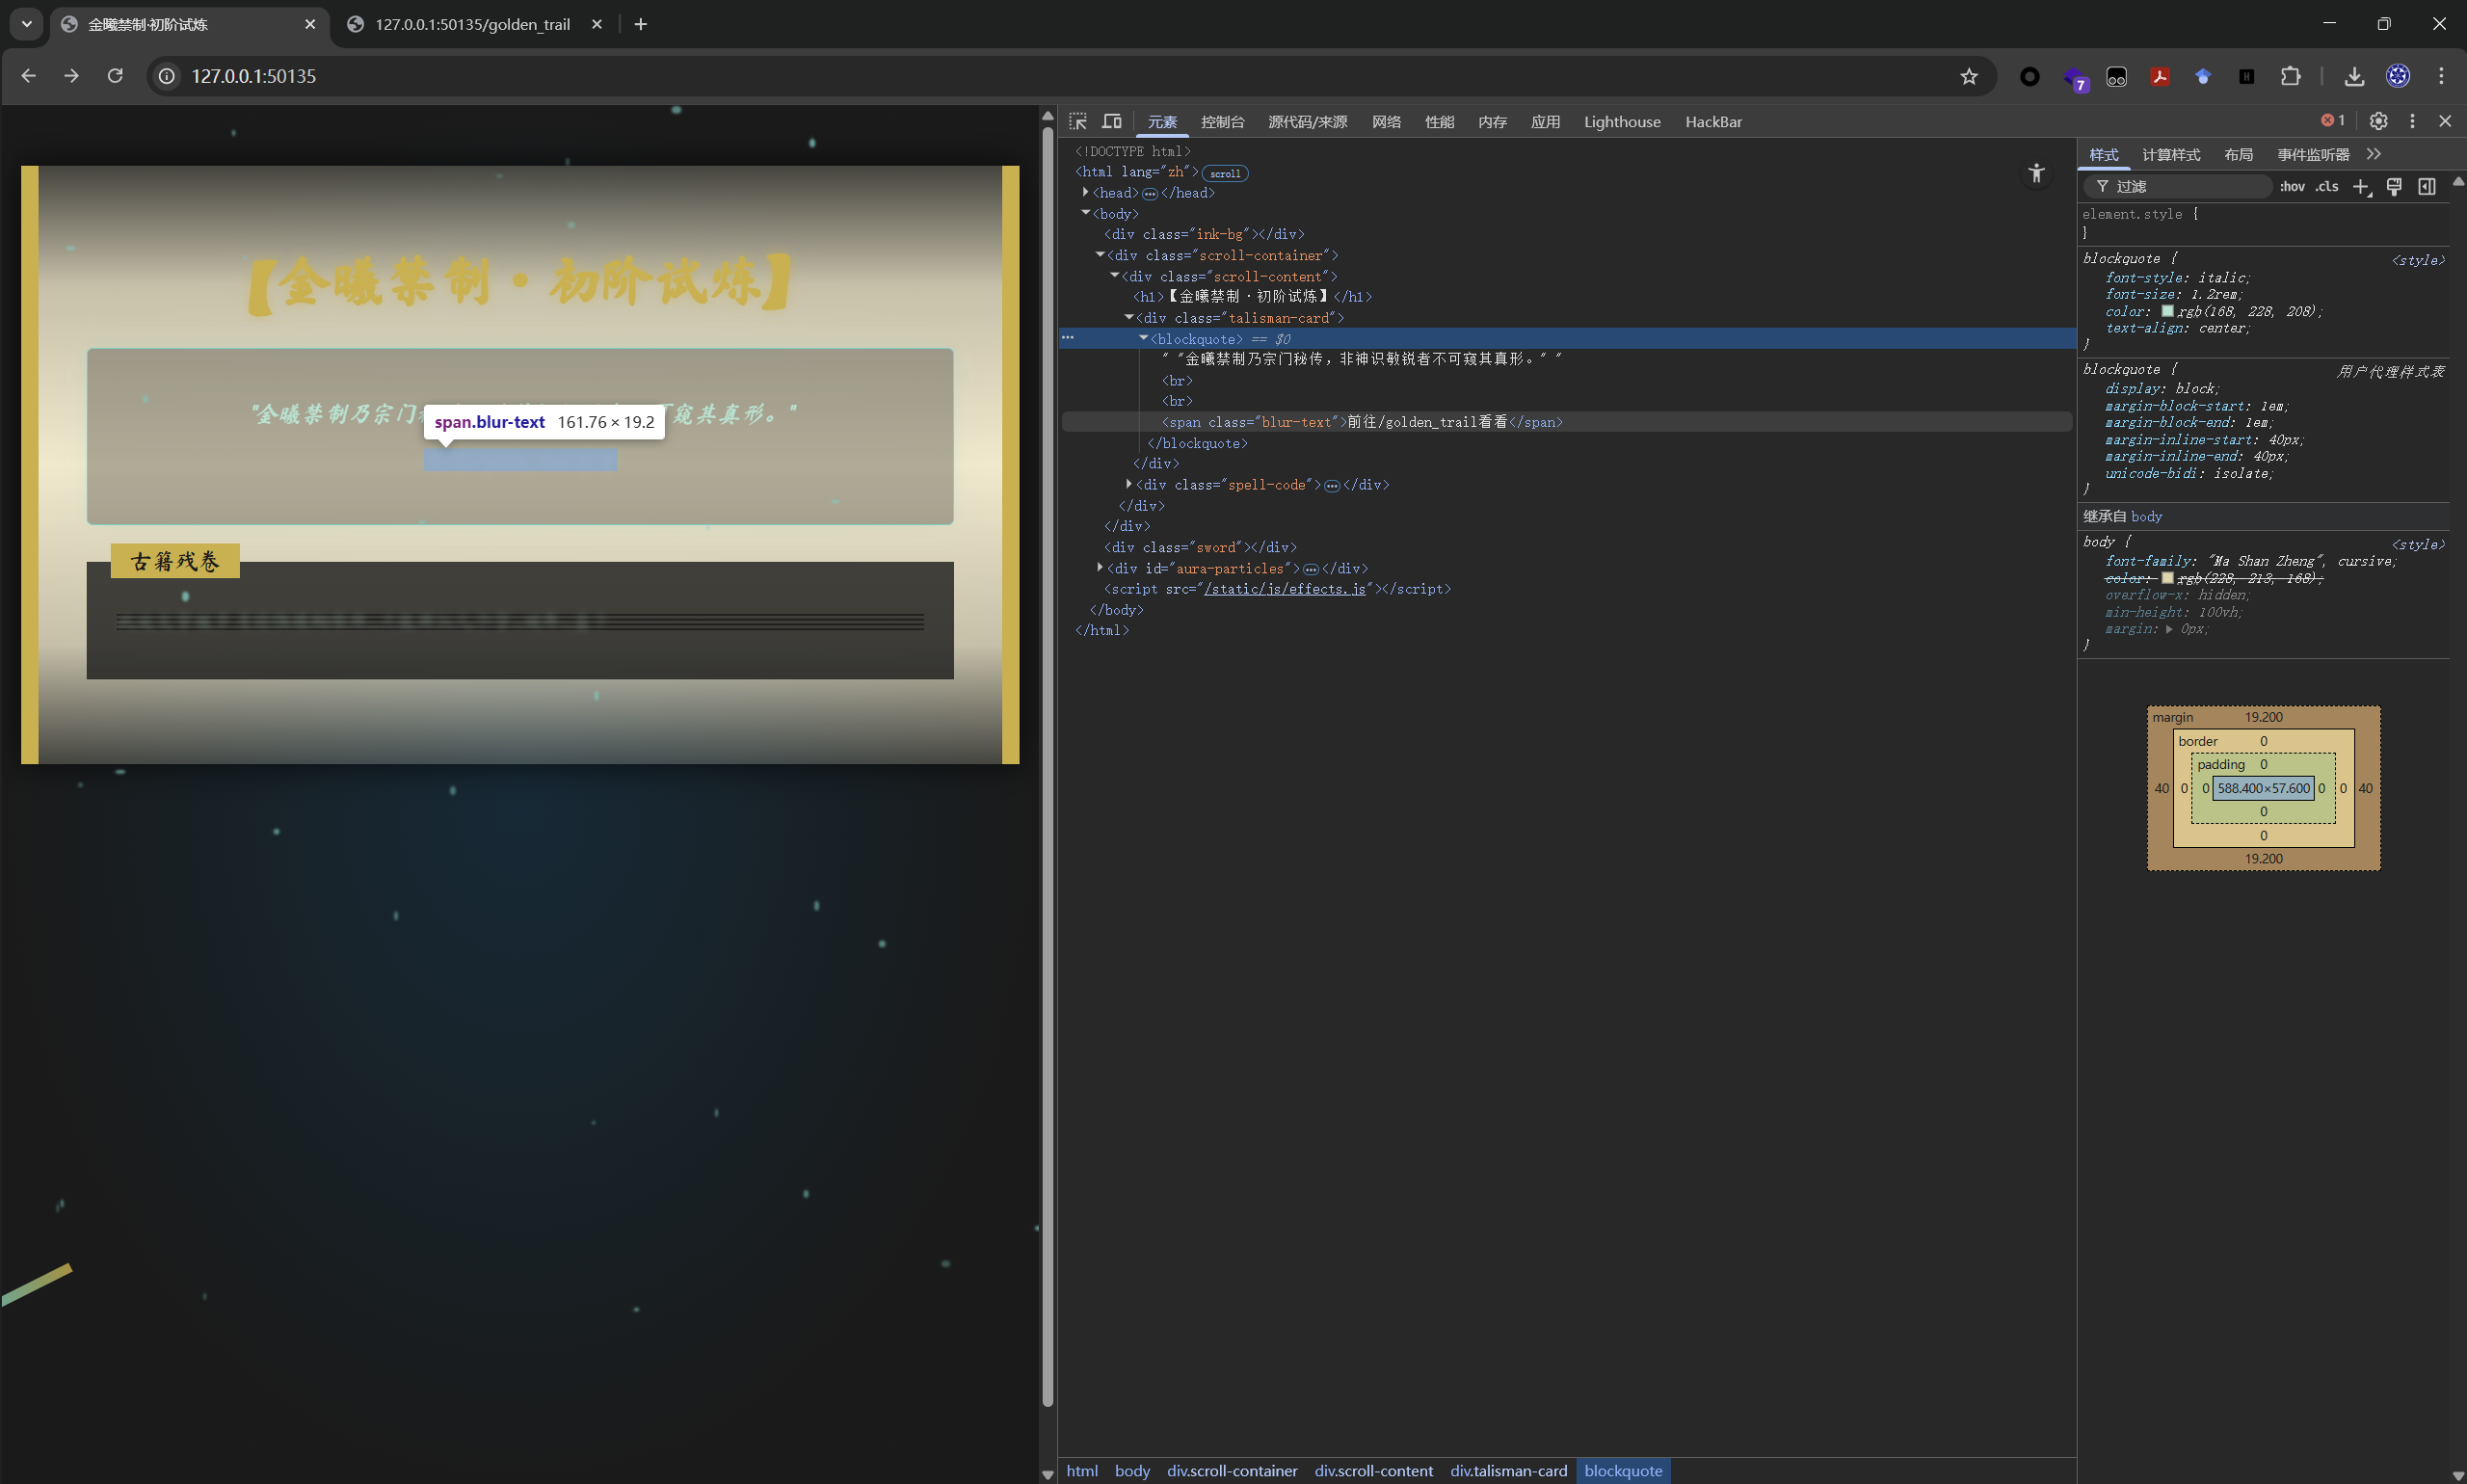 金曦禁制·初阶试炼
127.0.0.1:50135/golden_trail
127.0.0.1:50135
7
元素 控制台 源代码/来源 网络 性能 内存 应用 Lighthouse HackBar
1
【金曦禁制·初阶试炼】
"金曦禁制乃宗门
窥其真形。"
span.blur-text 161.76 × 19.2
古籍残卷
<!DOCTYPE html>
<html lang="zh"> scroll
<head> ⋯ </head>
<body>
<div class="ink-bg"></div>
<div class="scroll-container">
<div class="scroll-content">
<h1>【金曦禁制·初阶试炼】</h1>
<div class="talisman-card">
<blockquote> == $0
" "金曦禁制乃宗门秘传，非神识敏锐者不可窥其真形。" "
<br>
<br>
<span class="blur-text">前往/golden_trail看看</span>
</blockquote>
</div>
<div class="spell-code"> ⋯ </div>
</div>
</div>
<div class="sword"></div>
<div id="aura-particles"> ⋯ </div>
<script src="/static/js/effects.js"></script>
</body>
</html>
html body div.scroll-container div.scroll-content div.talisman-card blockquote
样式 计算样式 布局 事件监听器
过滤 :hov .cls
element.style {
}
blockquote { <style>
font-style: italic;
font-size: 1.2rem;
color: rgb(168, 228, 208);
text-align: center;
}
blockquote { 用户代理样式表
display: block;
margin-block-start: 1em;
margin-block-end: 1em;
margin-inline-start: 40px;
margin-inline-end: 40px;
unicode-bidi: isolate;
}
继承自 body
body { <style>
font-family: "Ma Shan Zheng", cursive;
color: rgb(228, 213, 168);
overflow-x: hidden;
min-height: 100vh;
margin: 0px;
}
margin 19.200
border 0
padding 0
40 0 0 588.400×57.600 0 0 40
0
0
19.200